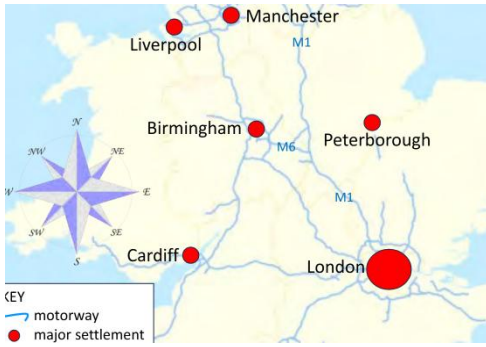 Manchester
Liverpool
M1
Birmingham
Peterborough
M6
N
NW
NE
W
E
SW
SE
S
M1
Cardiff
London
KEY
motorway
major settlement